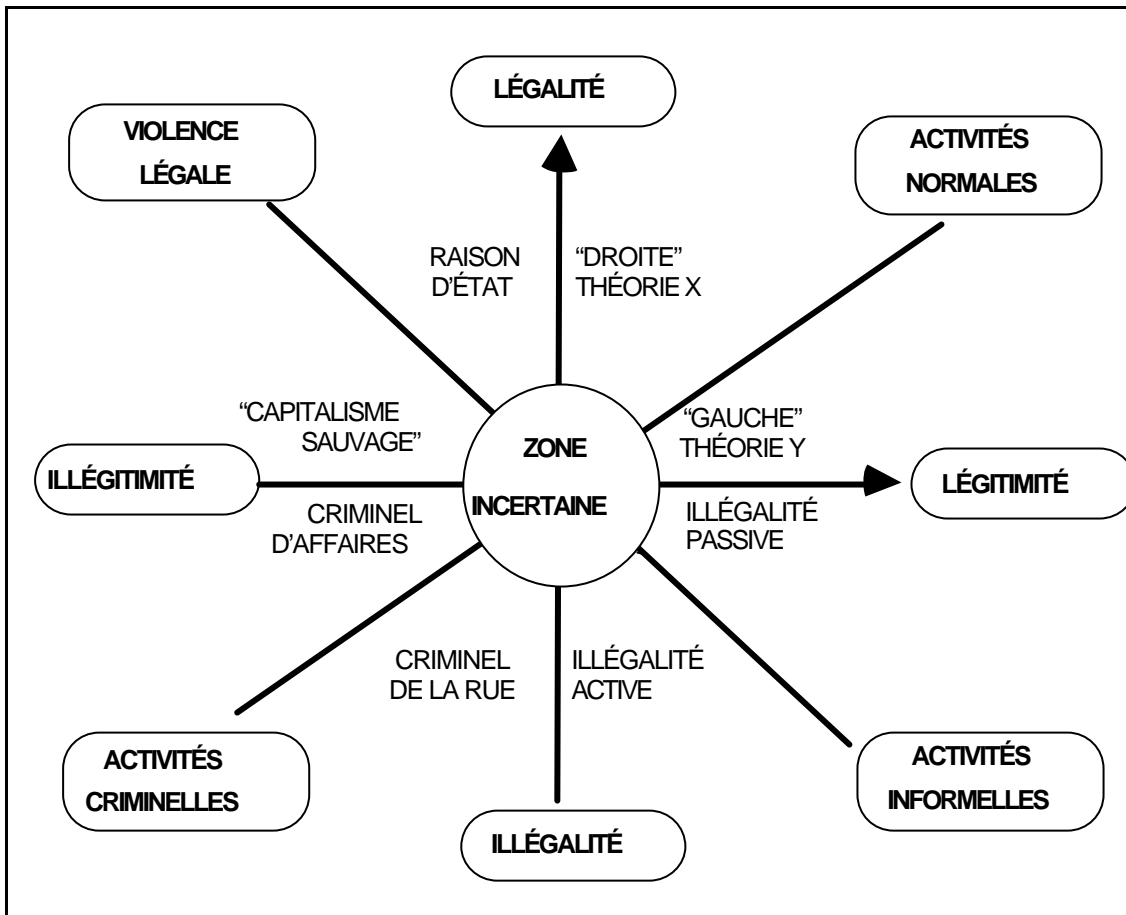 LÉGALITÉ
VIOLENCE
LÉGALE
ACTIVITÉS
NORMALES
RAISON
D'ÉTAT
“DROITE”
THÉORIE X
“CAPITALISME
SAUVAGE”
“GAUCHE”
THÉORIE Y
ZONE
INCERTAINE
ILLÉGITIMITÉ
LÉGITIMITÉ
CRIMINEL
D'AFFAIRES
ILLÉGALITÉ
PASSIVE
CRIMINEL
DE LA RUE
ILLÉGALITÉ
ACTIVE
ACTIVITÉS
CRIMINELLES
ACTIVITÉS
INFORMELLES
ILLÉGALITÉ